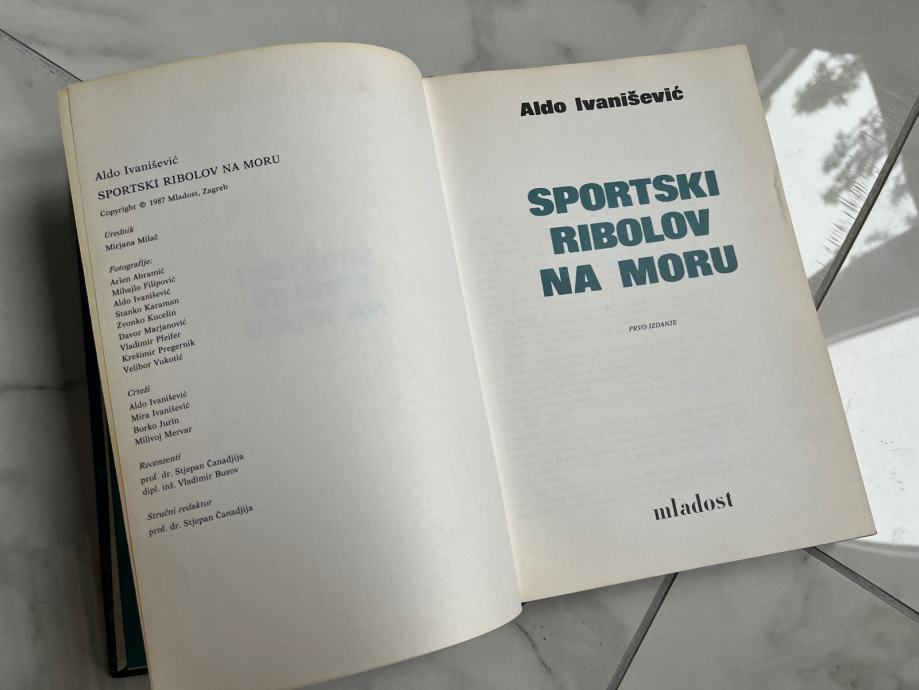 Aldo Ivanišević
SPORTSKI RIBOLOV NA MORU
Copyright © 1987 Mladost, Zagreb
Urednik
Mirjana Milač
Fotografije:
Arlen Abramić
Mihajlo Filipović
Aldo Ivanišević
Stanko Karaman
Zvonko Kucelin
Davor Marjanović
Vladimir Pfeifer
Krešimir Pregernik
Velibor Vukotić
Crteži
Aldo Ivanišević
Mira Ivanišević
Borko Jurin
Milivoj Mervar
Recenzenti
prof. dr. Stjepan Čanadjija
dipl. inž. Vladimir Buzov
Stručni redaktor
prof. dr. Stjepan Čanadjija
Aldo Ivanišević
SPORTSKI
RIBOLOV
NA MORU
PRVO IZDANJE
mladost